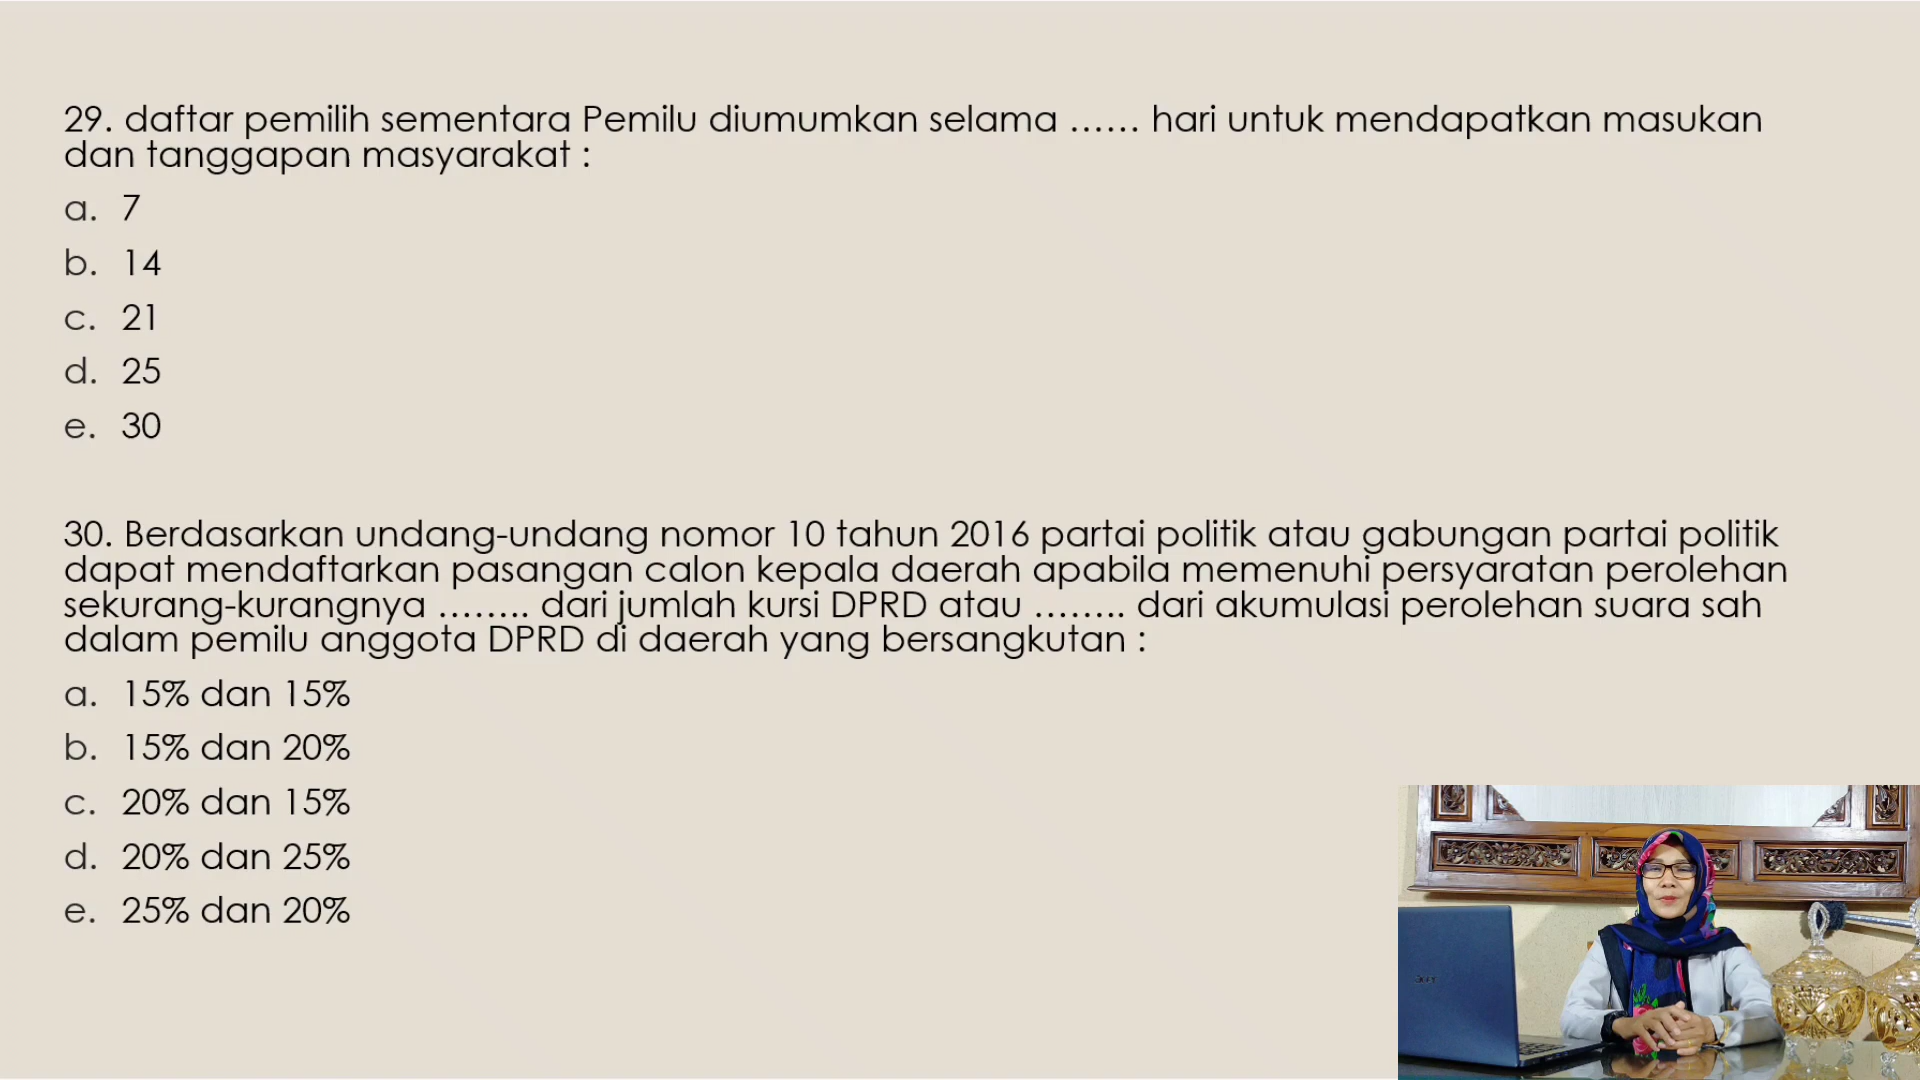 29. daftar pemilih sementara Pemilu diumumkan selama ...... hari untuk mendapatkan masukan
dan tanggapan masyarakat :
a. 7
b. 14
c. 21
d. 25
e. 30
30. Berdasarkan undang-undang nomor 10 tahun 2016 partai politik atau gabungan partai politik
dapat mendaftarkan pasangan calon kepala daerah apabila memenuhi persyaratan perolehan
sekurang-kurangnya ........ dari jumlah kursi DPRD atau ........ dari akumulasi perolehan suara sah
dalam pemilu anggota DPRD di daerah yang bersangkutan :
a. 15% dan 15%
b. 15% dan 20%
c. 20% dan 15%
d. 20% dan 25%
e. 25% dan 20%
acer